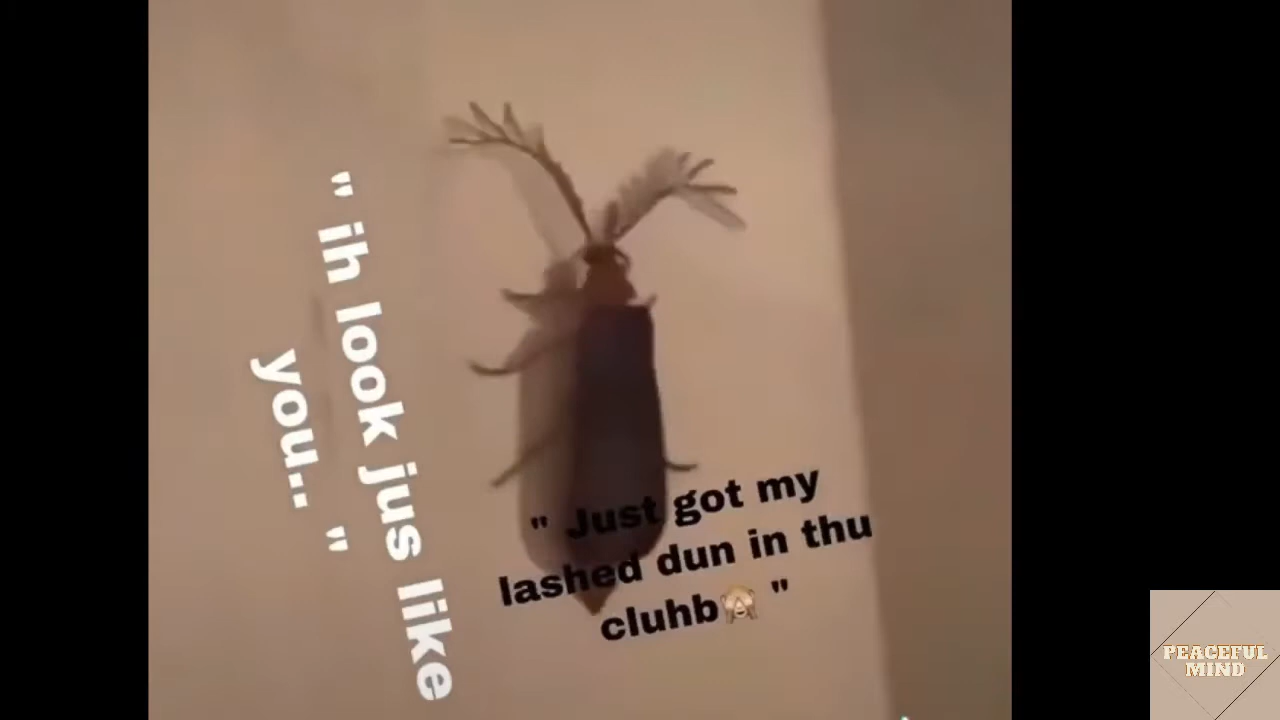 " ih look jus like
you.. "
" Just got my
lashed dun in thu
cluhb🙈 "
PEACEFUL
MIND